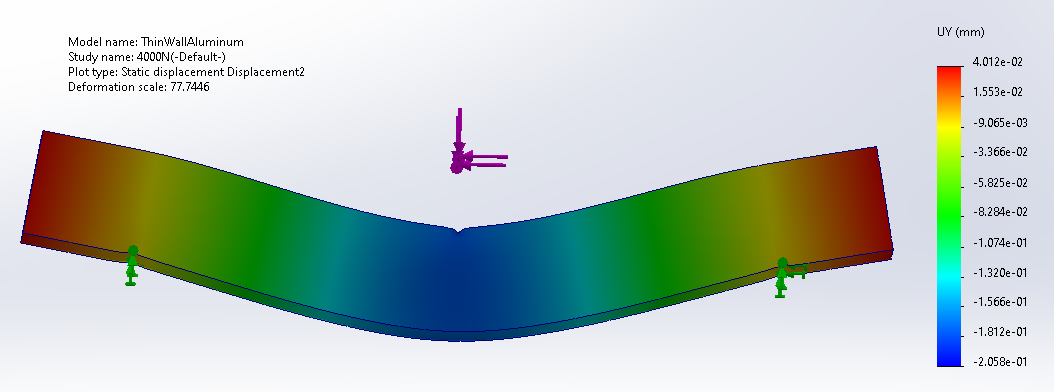 Model name: ThinWallAluminum
Study name: 4000N(-Default-)
Plot type: Static displacement Displacement2
Deformation scale: 77.7446
UY (mm)
4.012e-02
1.553e-02
-9.065e-03
-3.366e-02
-5.825e-02
-8.284e-02
-1.074e-01
-1.320e-01
-1.566e-01
-1.812e-01
-2.058e-01